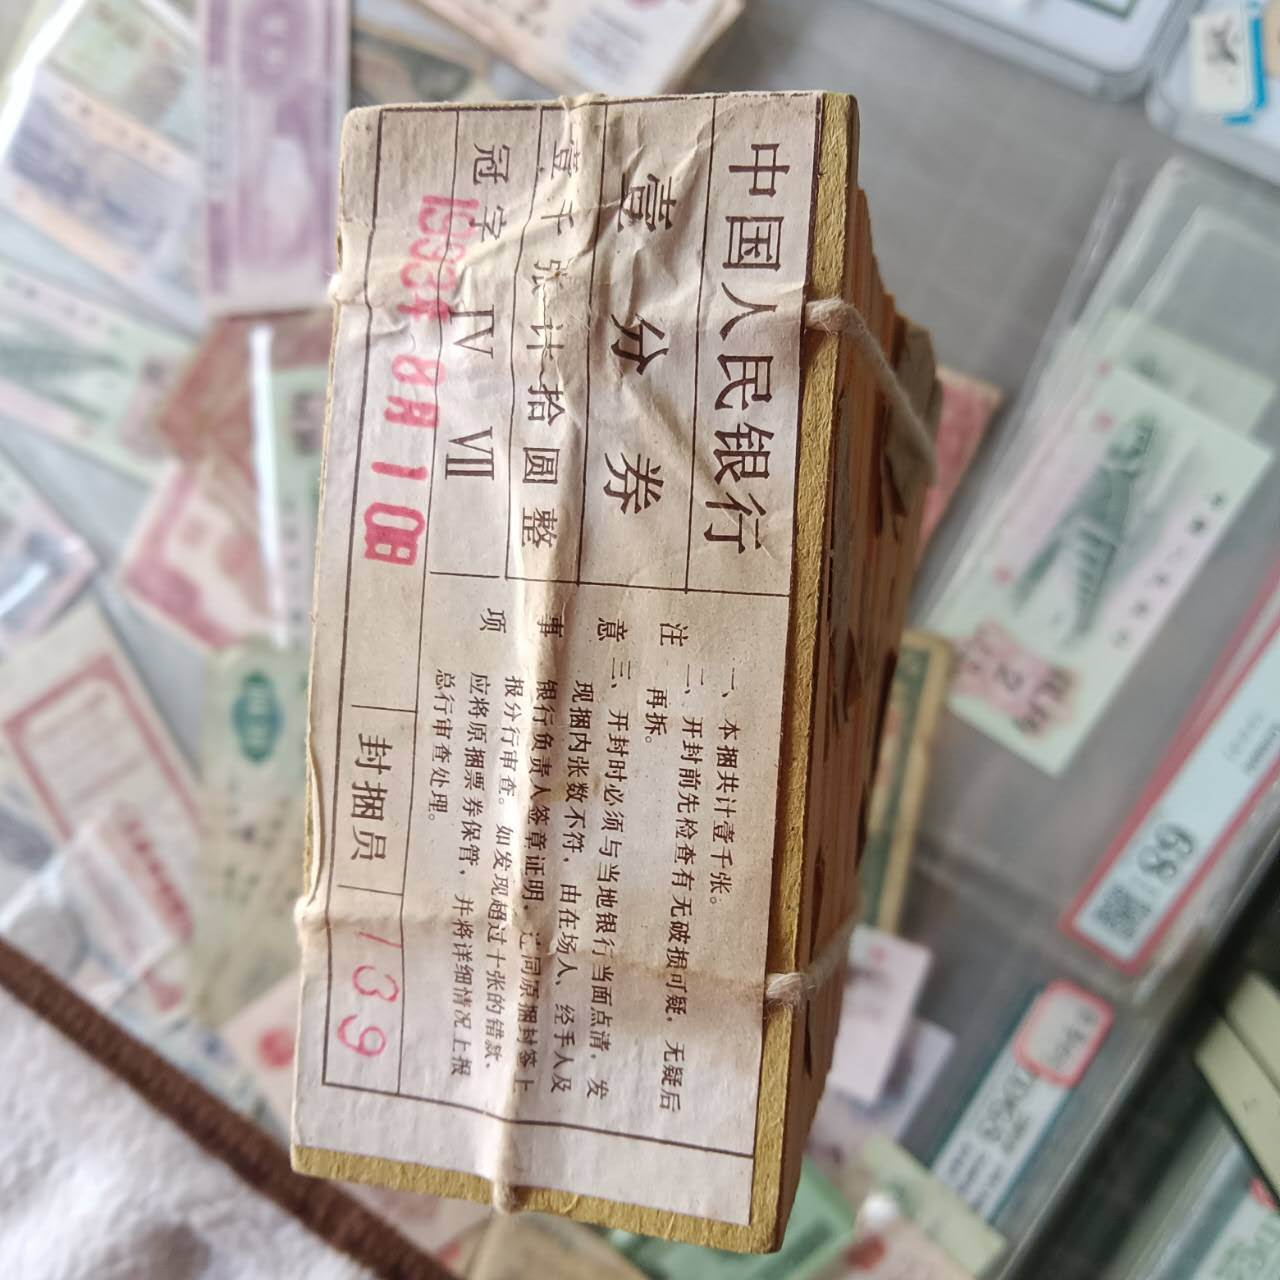 中国人民银行
壹分券
壹千张计拾圆整
冠字 IV VII
8月10日
注意事项
一、本捆共计壹千张。
二、开封前先检查有无破损可疑，无疑后
再拆。
三、开封时必须与当地银行当面点清，发
现捆内张数不符，由在场人、经手人及
银行负责人签章证明，连同原捆封签上
报分行审查。如发现超过十张的错款、
应将原捆票券保管，并将详细情况上报
总行审查处理。
封捆员 139
2
68